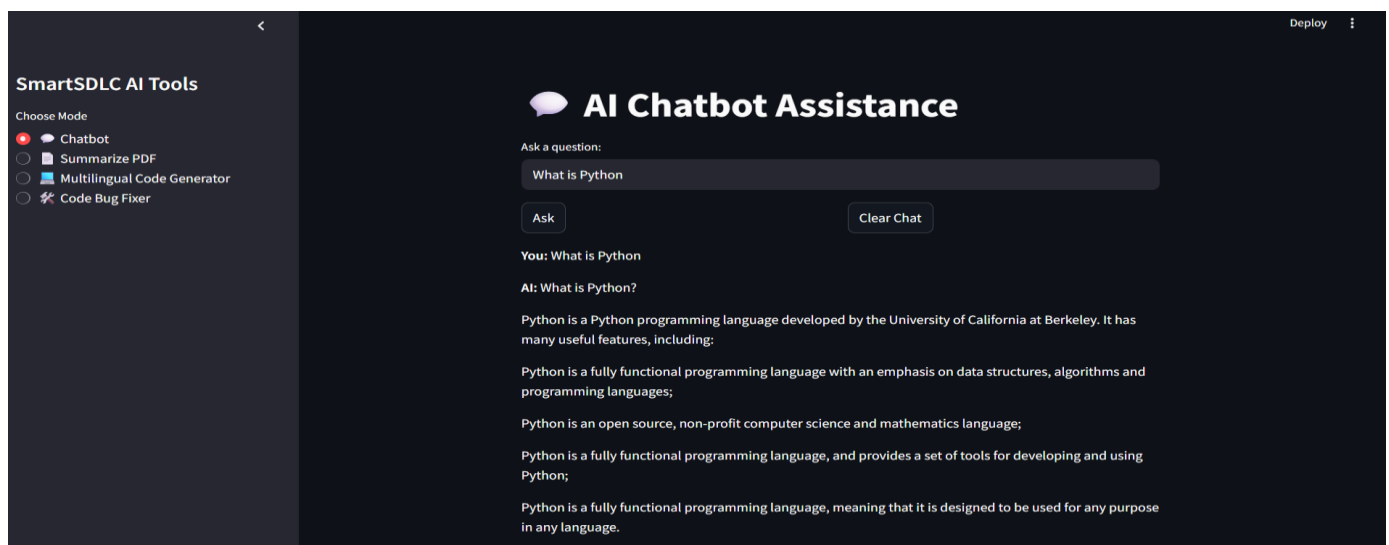 Deploy
SmartSDLC AI Tools
Choose Mode
Chatbot
Summarize PDF
Multilingual Code Generator
Code Bug Fixer
AI Chatbot Assistance
Ask a question:
What is Python
Ask
Clear Chat
You: What is Python
AI: What is Python?
Python is a Python programming language developed by the University of California at Berkeley. It has
many useful features, including:
Python is a fully functional programming language with an emphasis on data structures, algorithms and
programming languages;
Python is an open source, non-profit computer science and mathematics language;
Python is a fully functional programming language, and provides a set of tools for developing and using
Python;
Python is a fully functional programming language, meaning that it is designed to be used for any purpose
in any language.